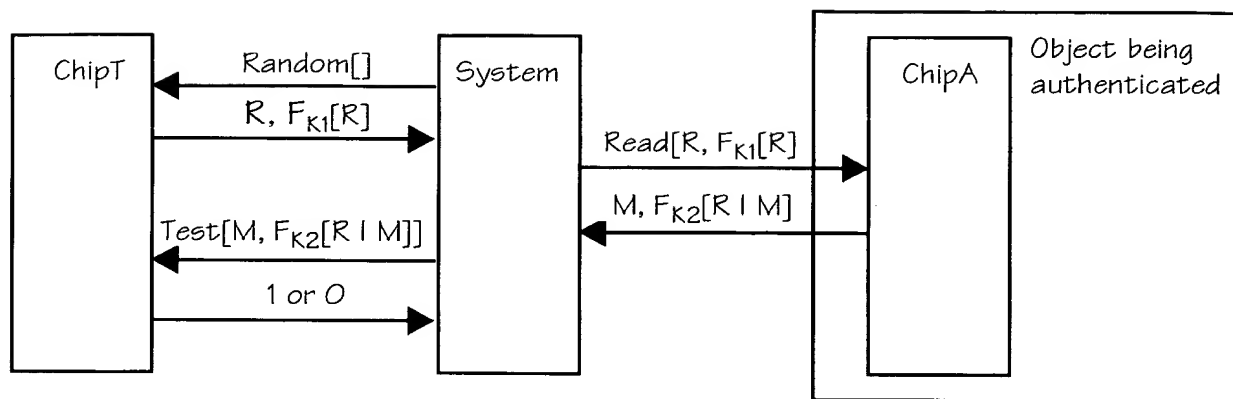 ChipT
Random[]
R, F_K1[R]
Test[M, F_K2[R | M]]
1 or 0
System
Read[R, F_K1[R]
M, F_K2[R | M]
ChipA
Object being
authenticated